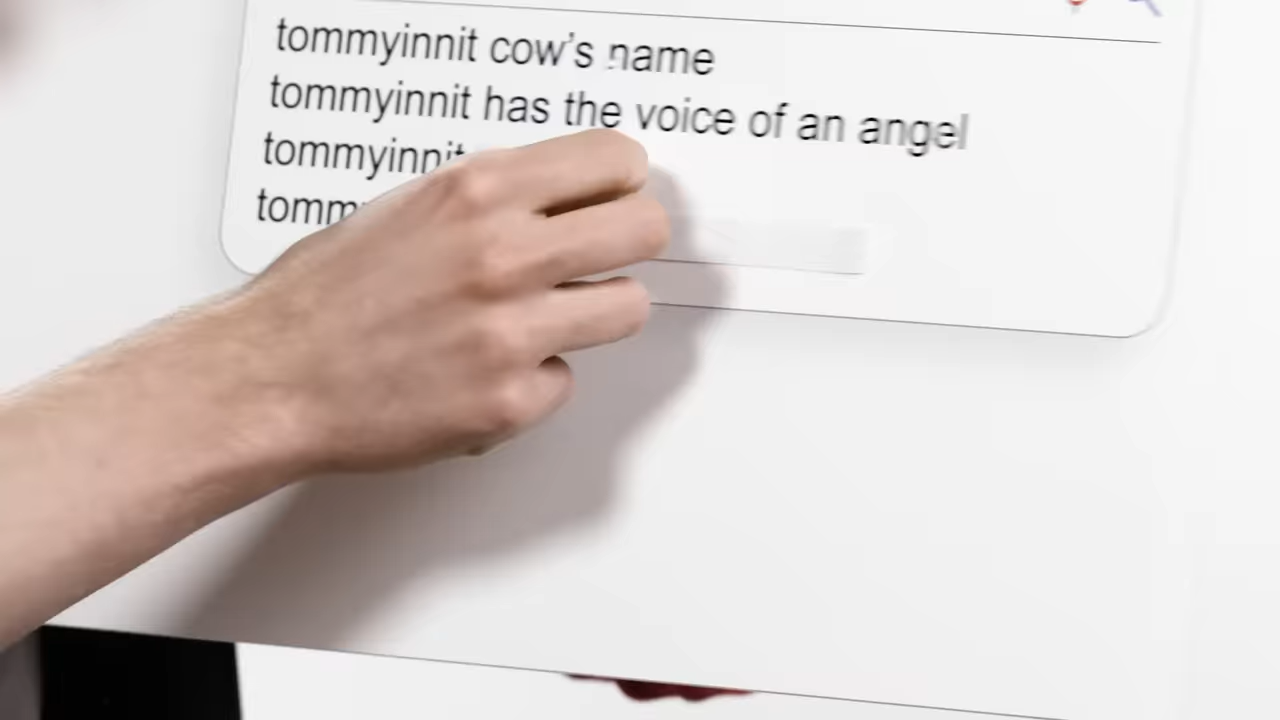 tommyinnit cow's name
tommyinnit has the voice of an angel
tommyinnit